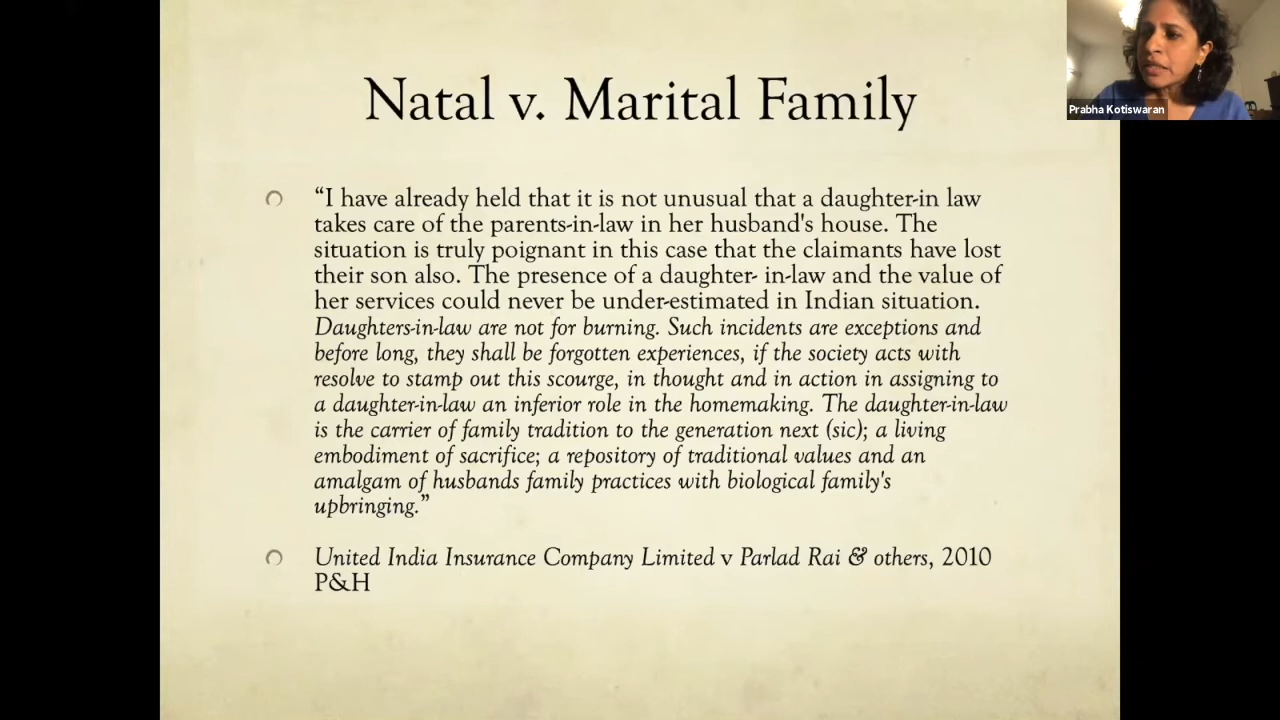 Natal v. Marital Family
Prabha Kotiswaran
“I have already held that it is not unusual that a daughter-in law
takes care of the parents-in-law in her husband's house. The
situation is truly poignant in this case that the claimants have lost
their son also. The presence of a daughter- in-law and the value of
her services could never be under-estimated in Indian situation.
Daughters-in-law are not for burning. Such incidents are exceptions and
before long, they shall be forgotten experiences, if the society acts with
resolve to stamp out this scourge, in thought and in action in assigning to
a daughter-in-law an inferior role in the homemaking. The daughter-in-law
is the carrier of family tradition to the generation next (sic); a living
embodiment of sacrifice; a repository of traditional values and an
amalgam of husbands family practices with biological family's
upbringing.”
United India Insurance Company Limited v Parlad Rai & others, 2010
P&H